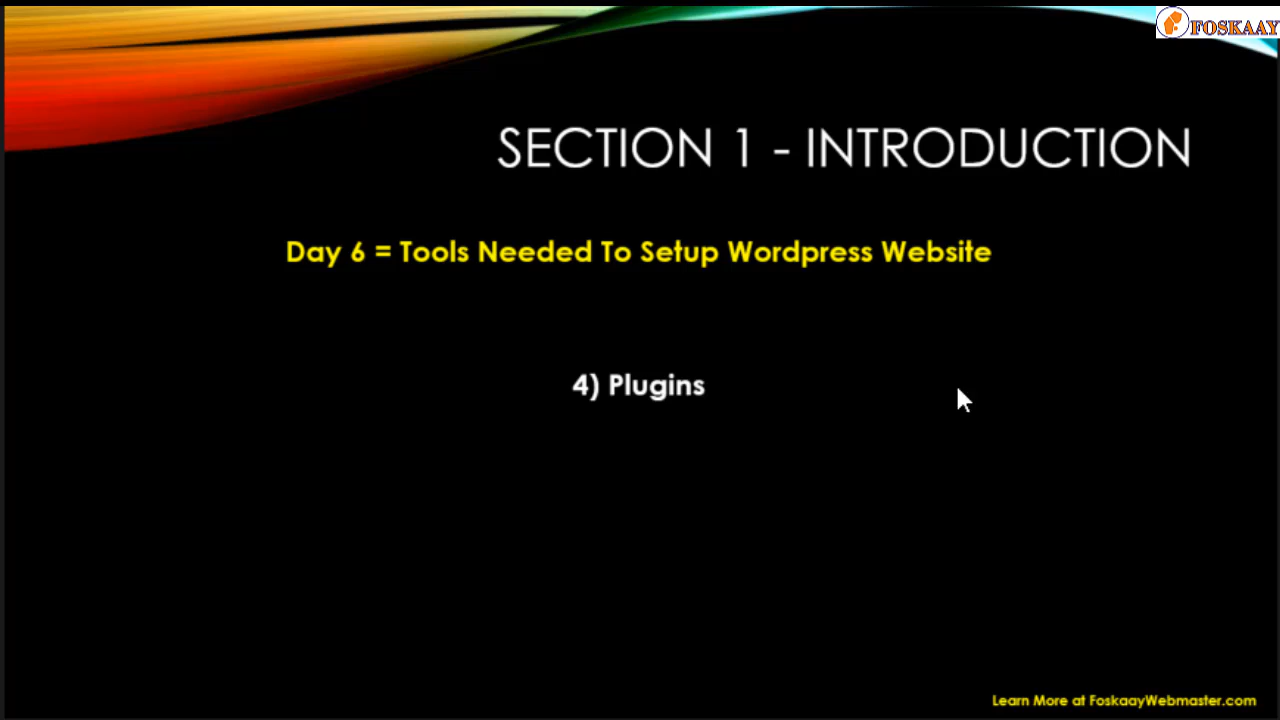 FOSKAAY
SECTION 1 - INTRODUCTION
Day 6 = Tools Needed To Setup Wordpress Website
4) Plugins
Learn More at FoskaayWebmaster.com